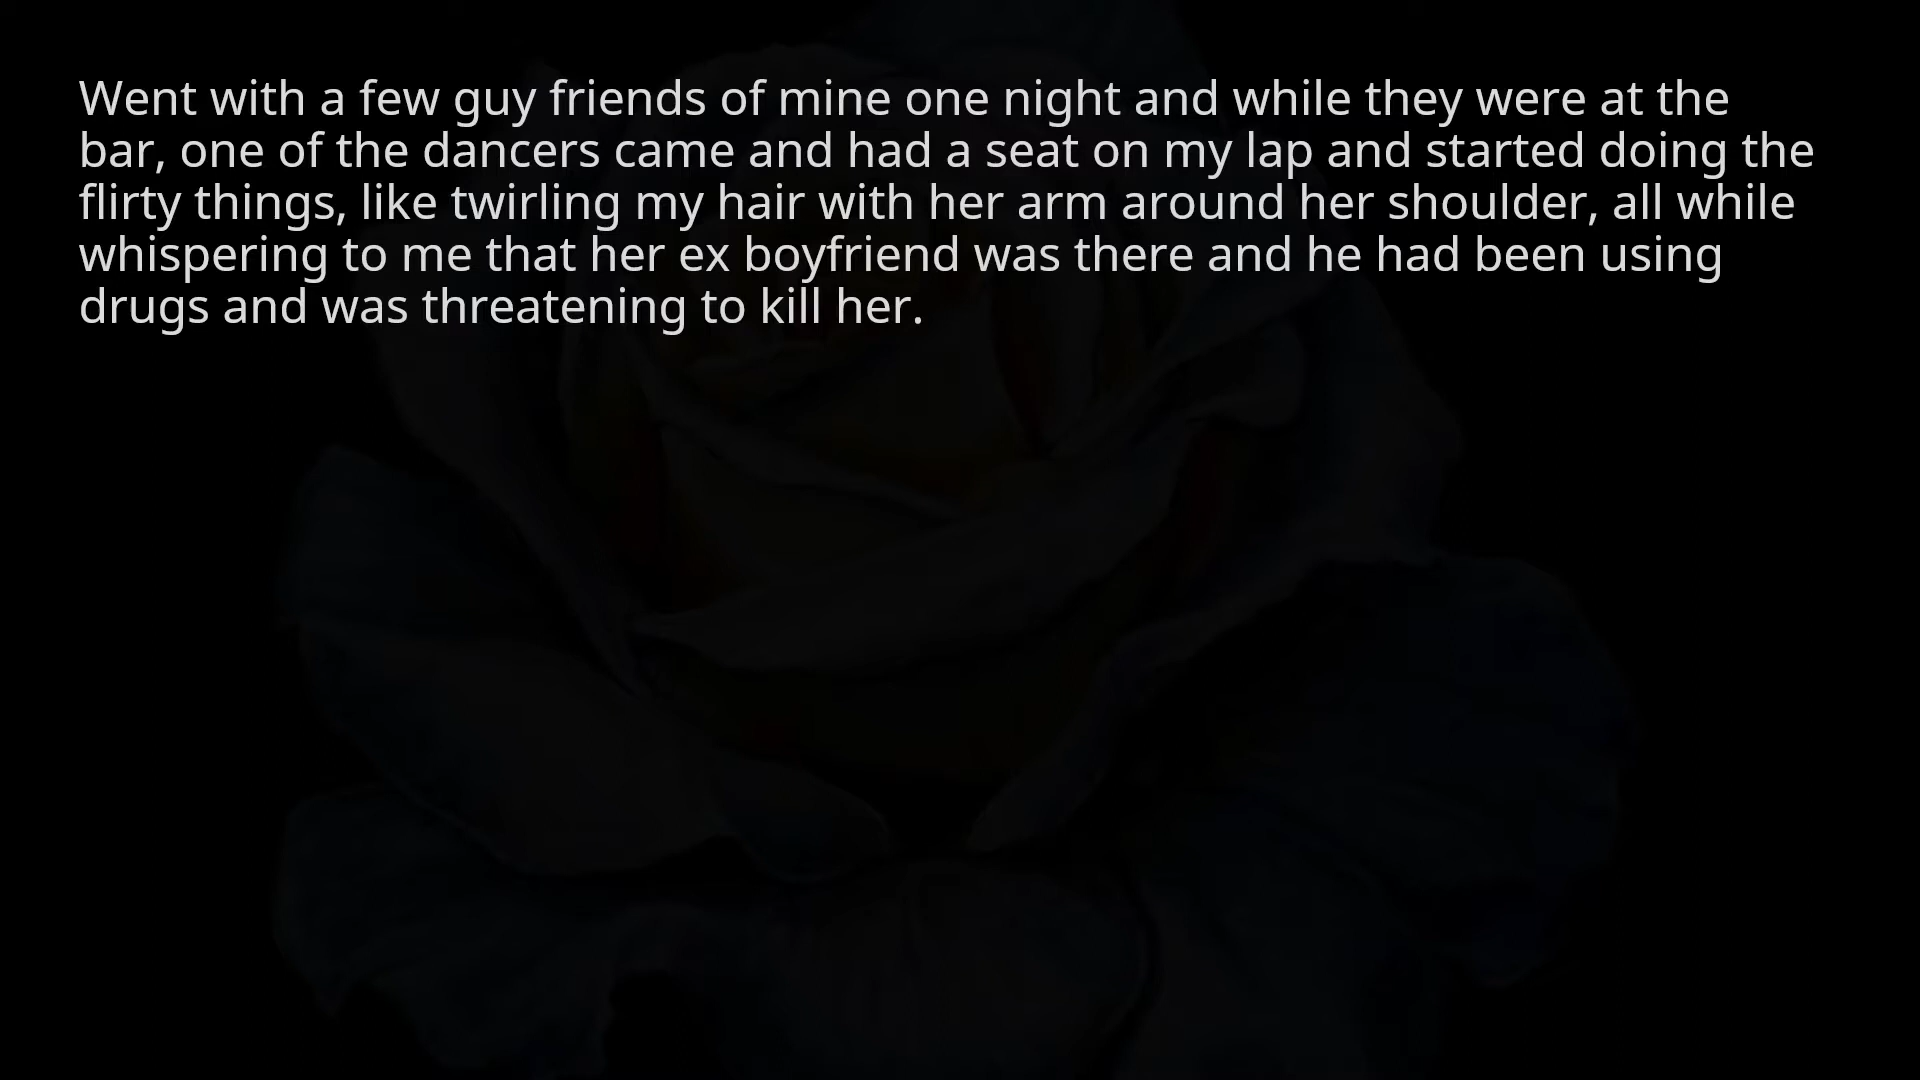 Went with a few guy friends of mine one night and while they were at the
bar, one of the dancers came and had a seat on my lap and started doing the
flirty things, like twirling my hair with her arm around her shoulder, all while
whispering to me that her ex boyfriend was there and he had been using
drugs and was threatening to kill her.